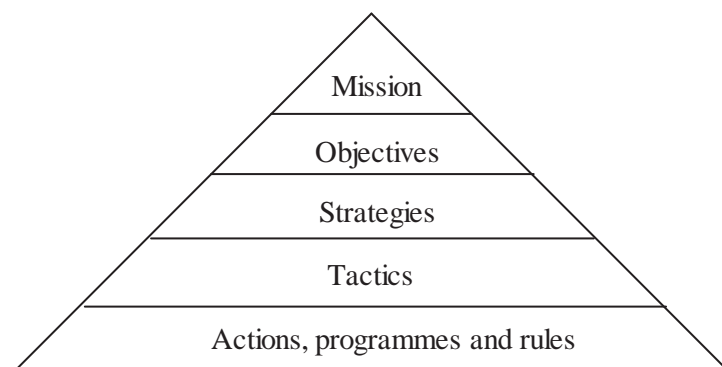 Mission
Objectives
Strategies
Tactics
Actions, programmes and rules